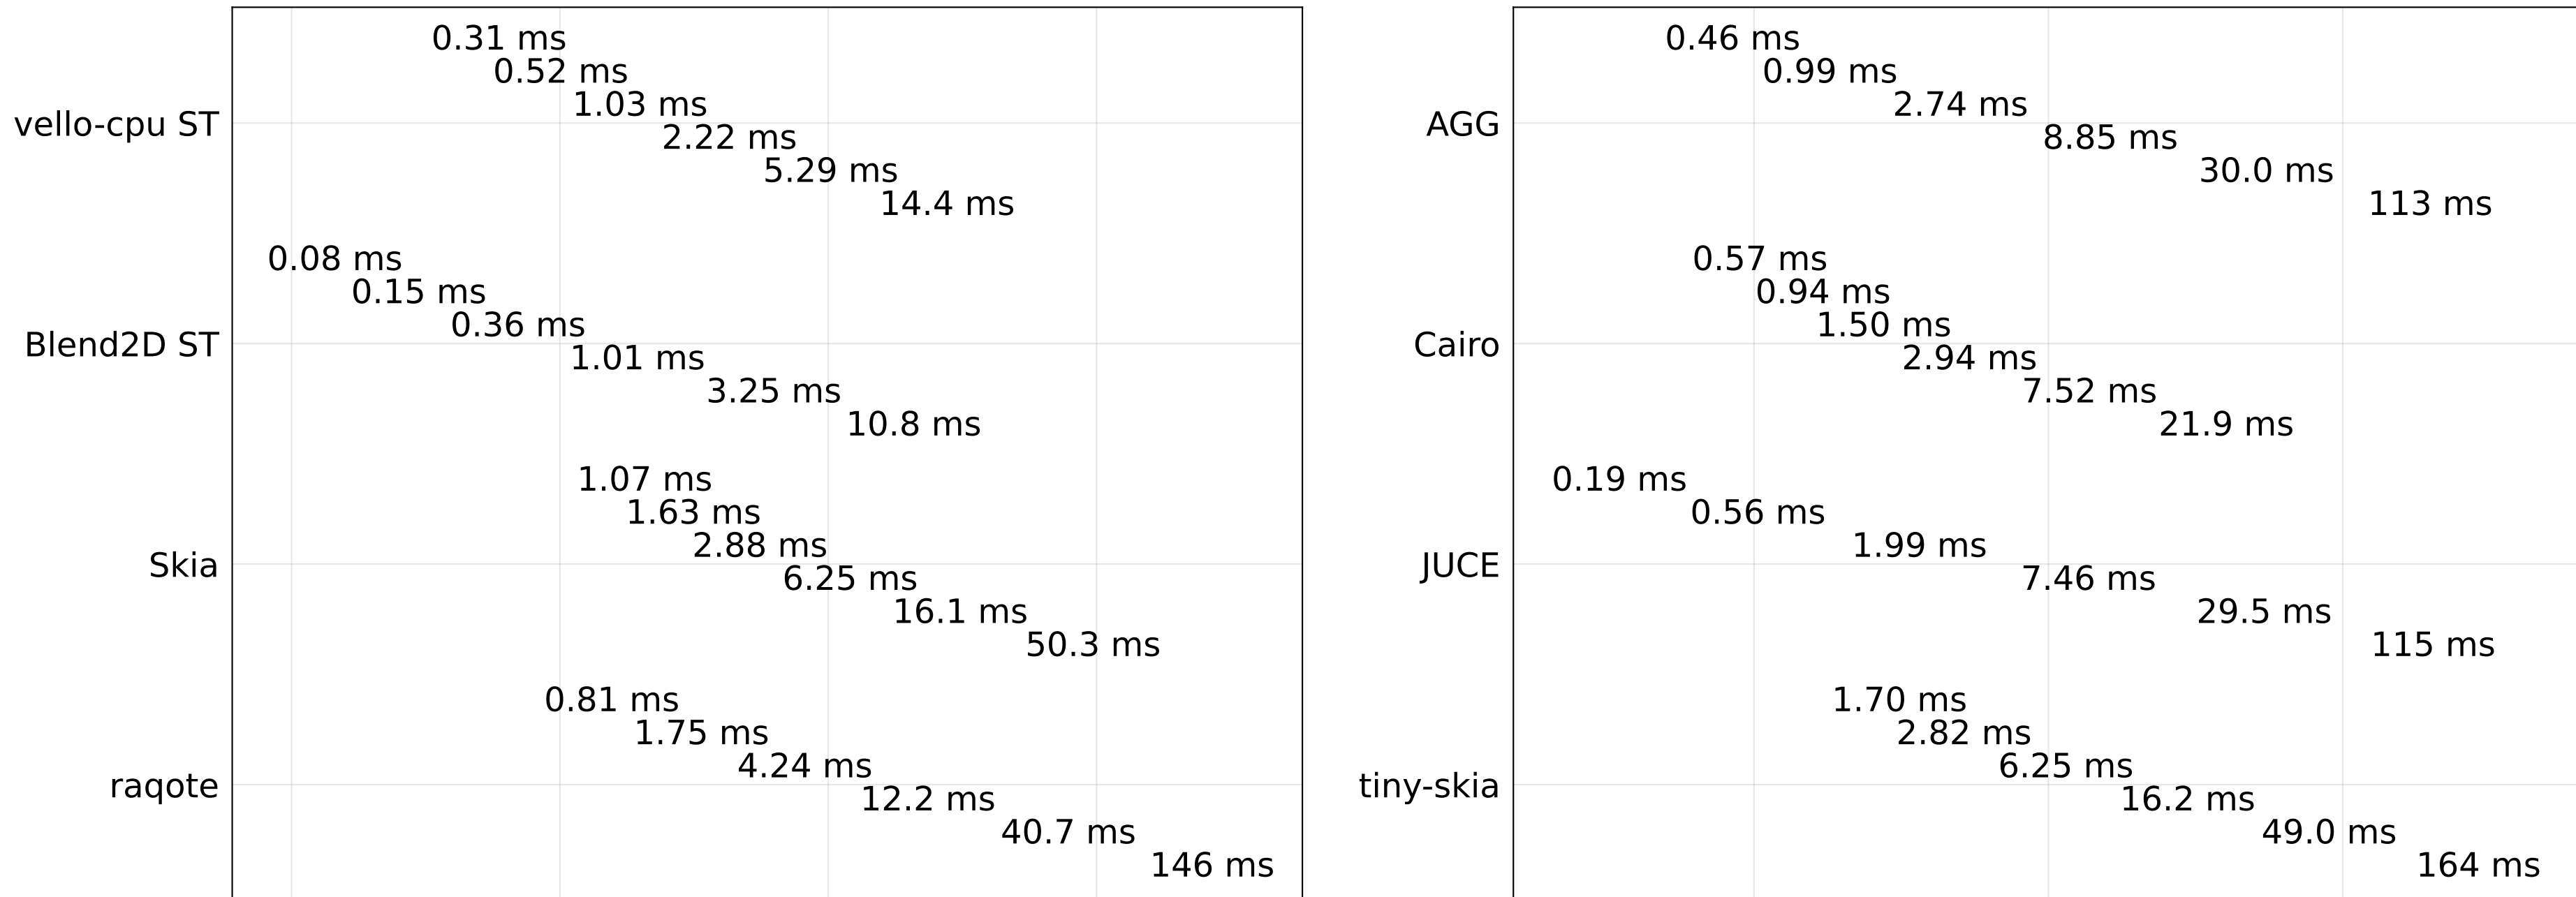 0.31 ms
0.52 ms
1.03 ms
vello-cpu ST
2.22 ms
5.29 ms
14.4 ms
0.08 ms
0.15 ms
0.36 ms
Blend2D ST
1.01 ms
3.25 ms
10.8 ms
1.07 ms
1.63 ms
2.88 ms
Skia
6.25 ms
16.1 ms
50.3 ms
0.81 ms
1.75 ms
4.24 ms
raqote
12.2 ms
40.7 ms
146 ms
0.46 ms
0.99 ms
2.74 ms
AGG
8.85 ms
30.0 ms
113 ms
0.57 ms
0.94 ms
1.50 ms
Cairo
2.94 ms
7.52 ms
21.9 ms
0.19 ms
0.56 ms
1.99 ms
JUCE
7.46 ms
29.5 ms
115 ms
1.70 ms
2.82 ms
6.25 ms
tiny-skia
16.2 ms
49.0 ms
164 ms